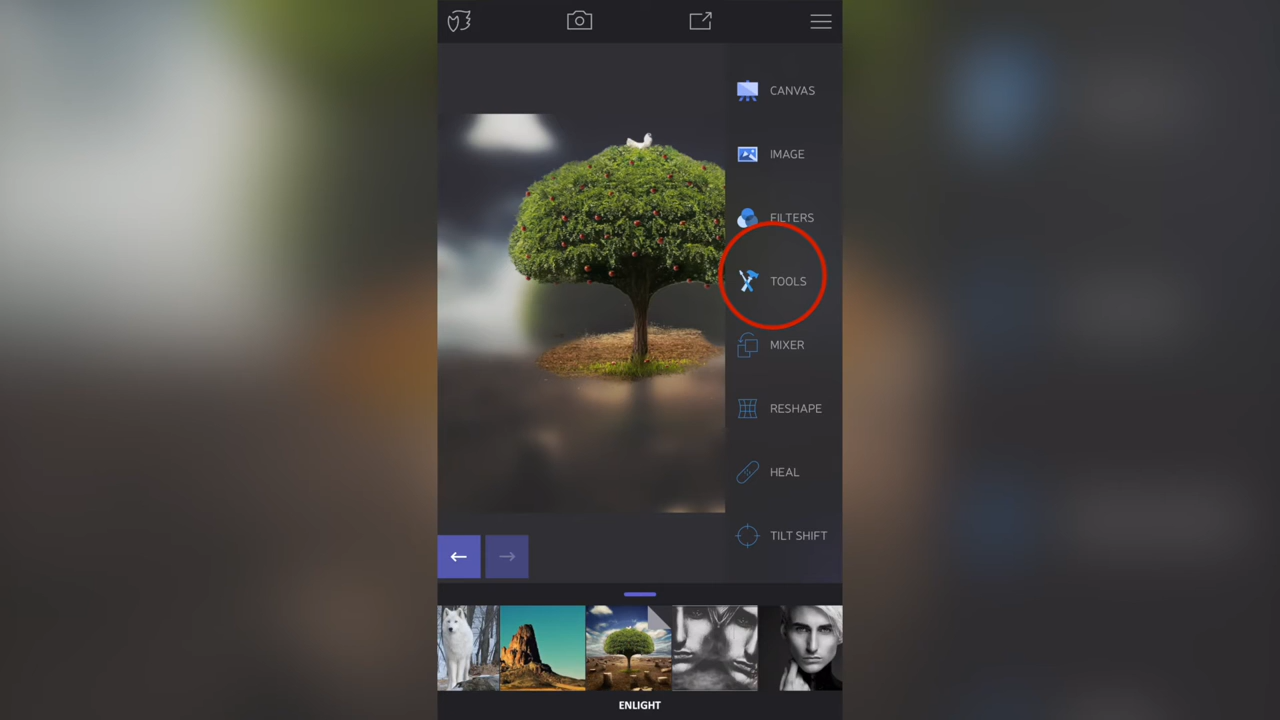 CANVAS
IMAGE
FILTERS
TOOLS
MIXER
RESHAPE
HEAL
TILT SHIFT
ENLIGHT